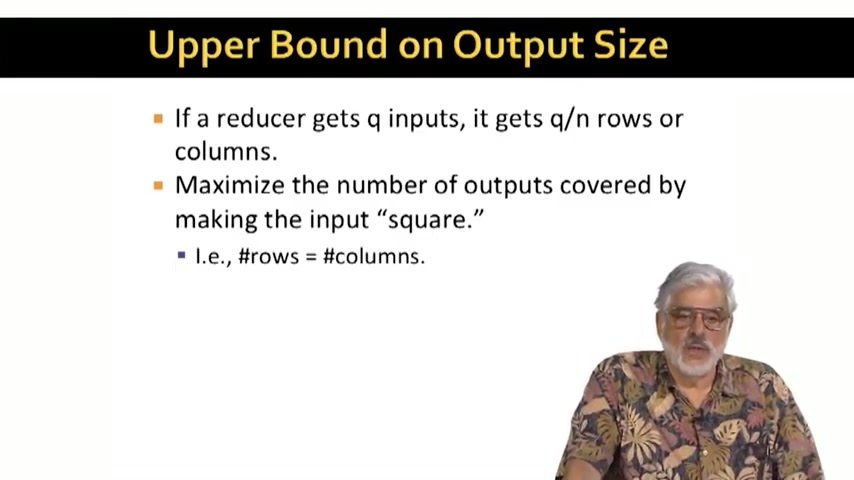 Upper Bound on Output Size
If a reducer gets q inputs, it gets q/n rows or
columns.
Maximize the number of outputs covered by
making the input “square.”
I.e., #rows = #columns.